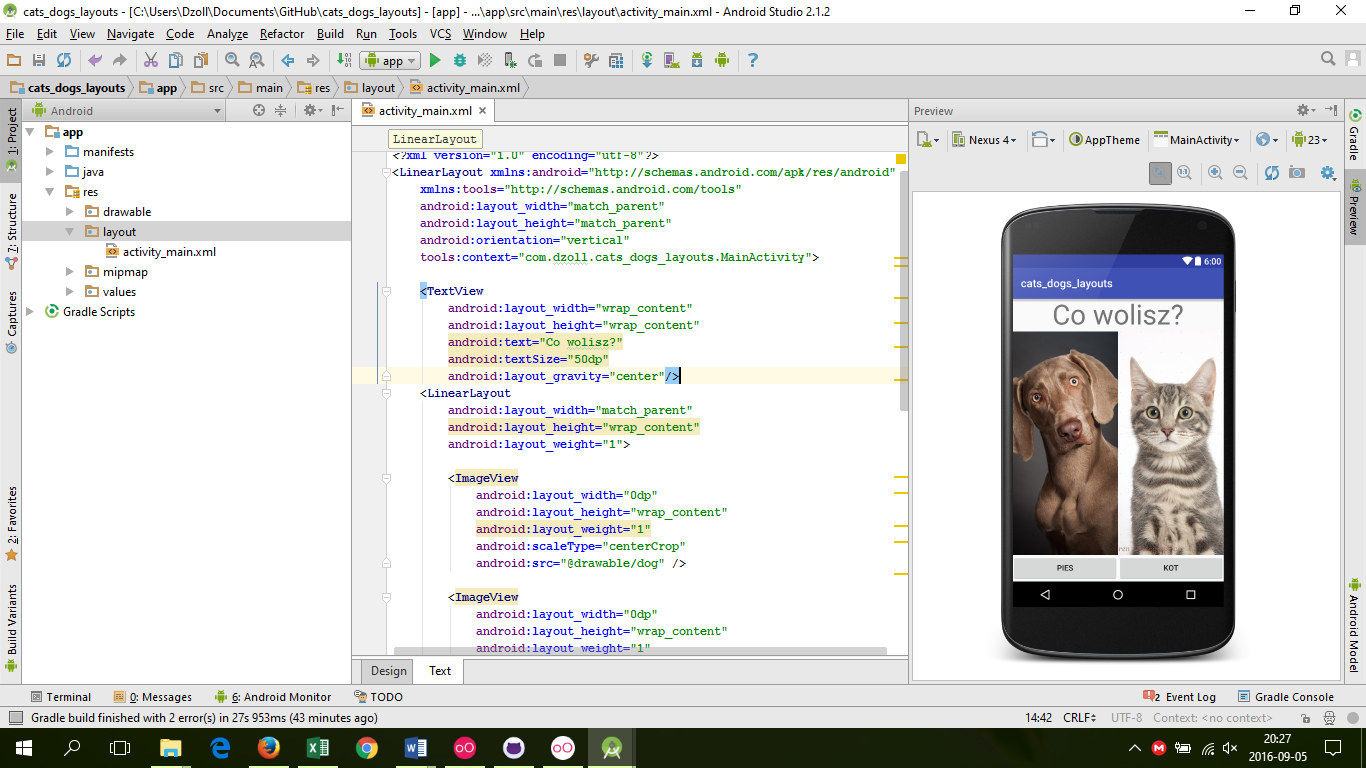 cats_dogs_layouts - [C:\Users\Dzoll\Documents\GitHub\cats_dogs_layouts] - [app] - ...\app\src\main\res\layout\activity_main.xml - Android Studio 2.1.2
File Edit View Navigate Code Analyze Refactor Build Run Tools VCS Window Help
app
cats_dogs_layouts app src main res layout activity_main.xml
1: Project
7: Structure
Captures
2: Favorites
Build Variants
Android
app
manifests
java
res
drawable
layout
activity_main.xml
mipmap
values
Gradle Scripts
activity_main.xml
LinearLayout
<?xml version="1.0" encoding="utf-8"?>
<LinearLayout xmlns:android="http://schemas.android.com/apk/res/android"
xmlns:tools="http://schemas.android.com/tools"
android:layout_width="match_parent"
android:layout_height="match_parent"
android:orientation="vertical"
tools:context="com.dzoll.cats_dogs_layouts.MainActivity">
<TextView
android:layout_width="wrap_content"
android:layout_height="wrap_content"
android:text="Co wolisz?"
android:textSize="50dp"
android:layout_gravity="center"/>
<LinearLayout
android:layout_width="match_parent"
android:layout_height="wrap_content"
android:layout_weight="1">
<ImageView
android:layout_width="0dp"
android:layout_height="wrap_content"
android:layout_weight="1"
android:scaleType="centerCrop"
android:src="@drawable/dog" />
<ImageView
android:layout_width="0dp"
android:layout_height="wrap_content"
android:layout_weight="1"
Design Text
Preview
Nexus 4 AppTheme MainActivity 23
1:1
6:00
cats_dogs_layouts
Co wolisz?
PIES KOT
Gradle
Preview
Android Model
Terminal 0: Messages 6: Android Monitor TODO
2 Event Log Gradle Console
Gradle build finished with 2 error(s) in 27s 953ms (43 minutes ago)
14:42 CRLF UTF-8 Context: <no context>
20:27
2016-09-05